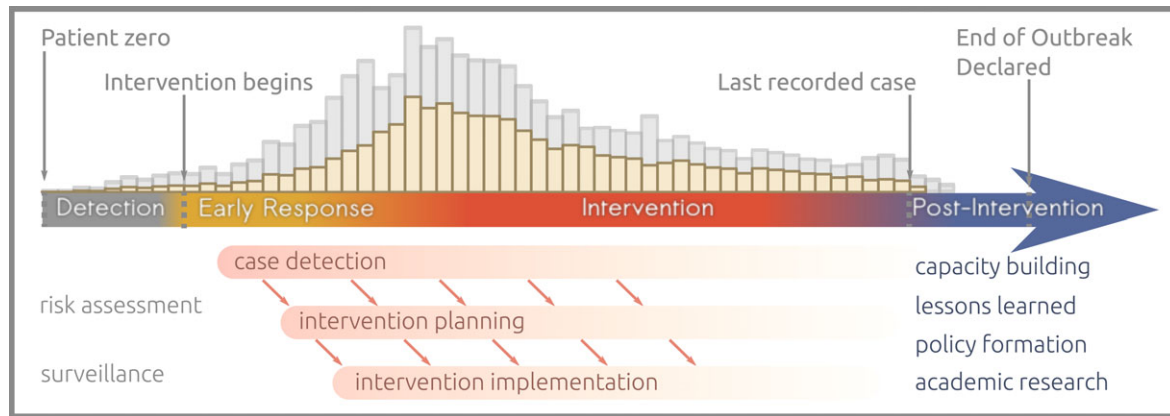 Patient zero
Intervention begins
Last recorded case
End of Outbreak
Declared
Detection
Early Response
Intervention
Post-Intervention
case detection
capacity building
risk assessment
lessons learned
intervention planning
policy formation
surveillance
intervention implementation
academic research